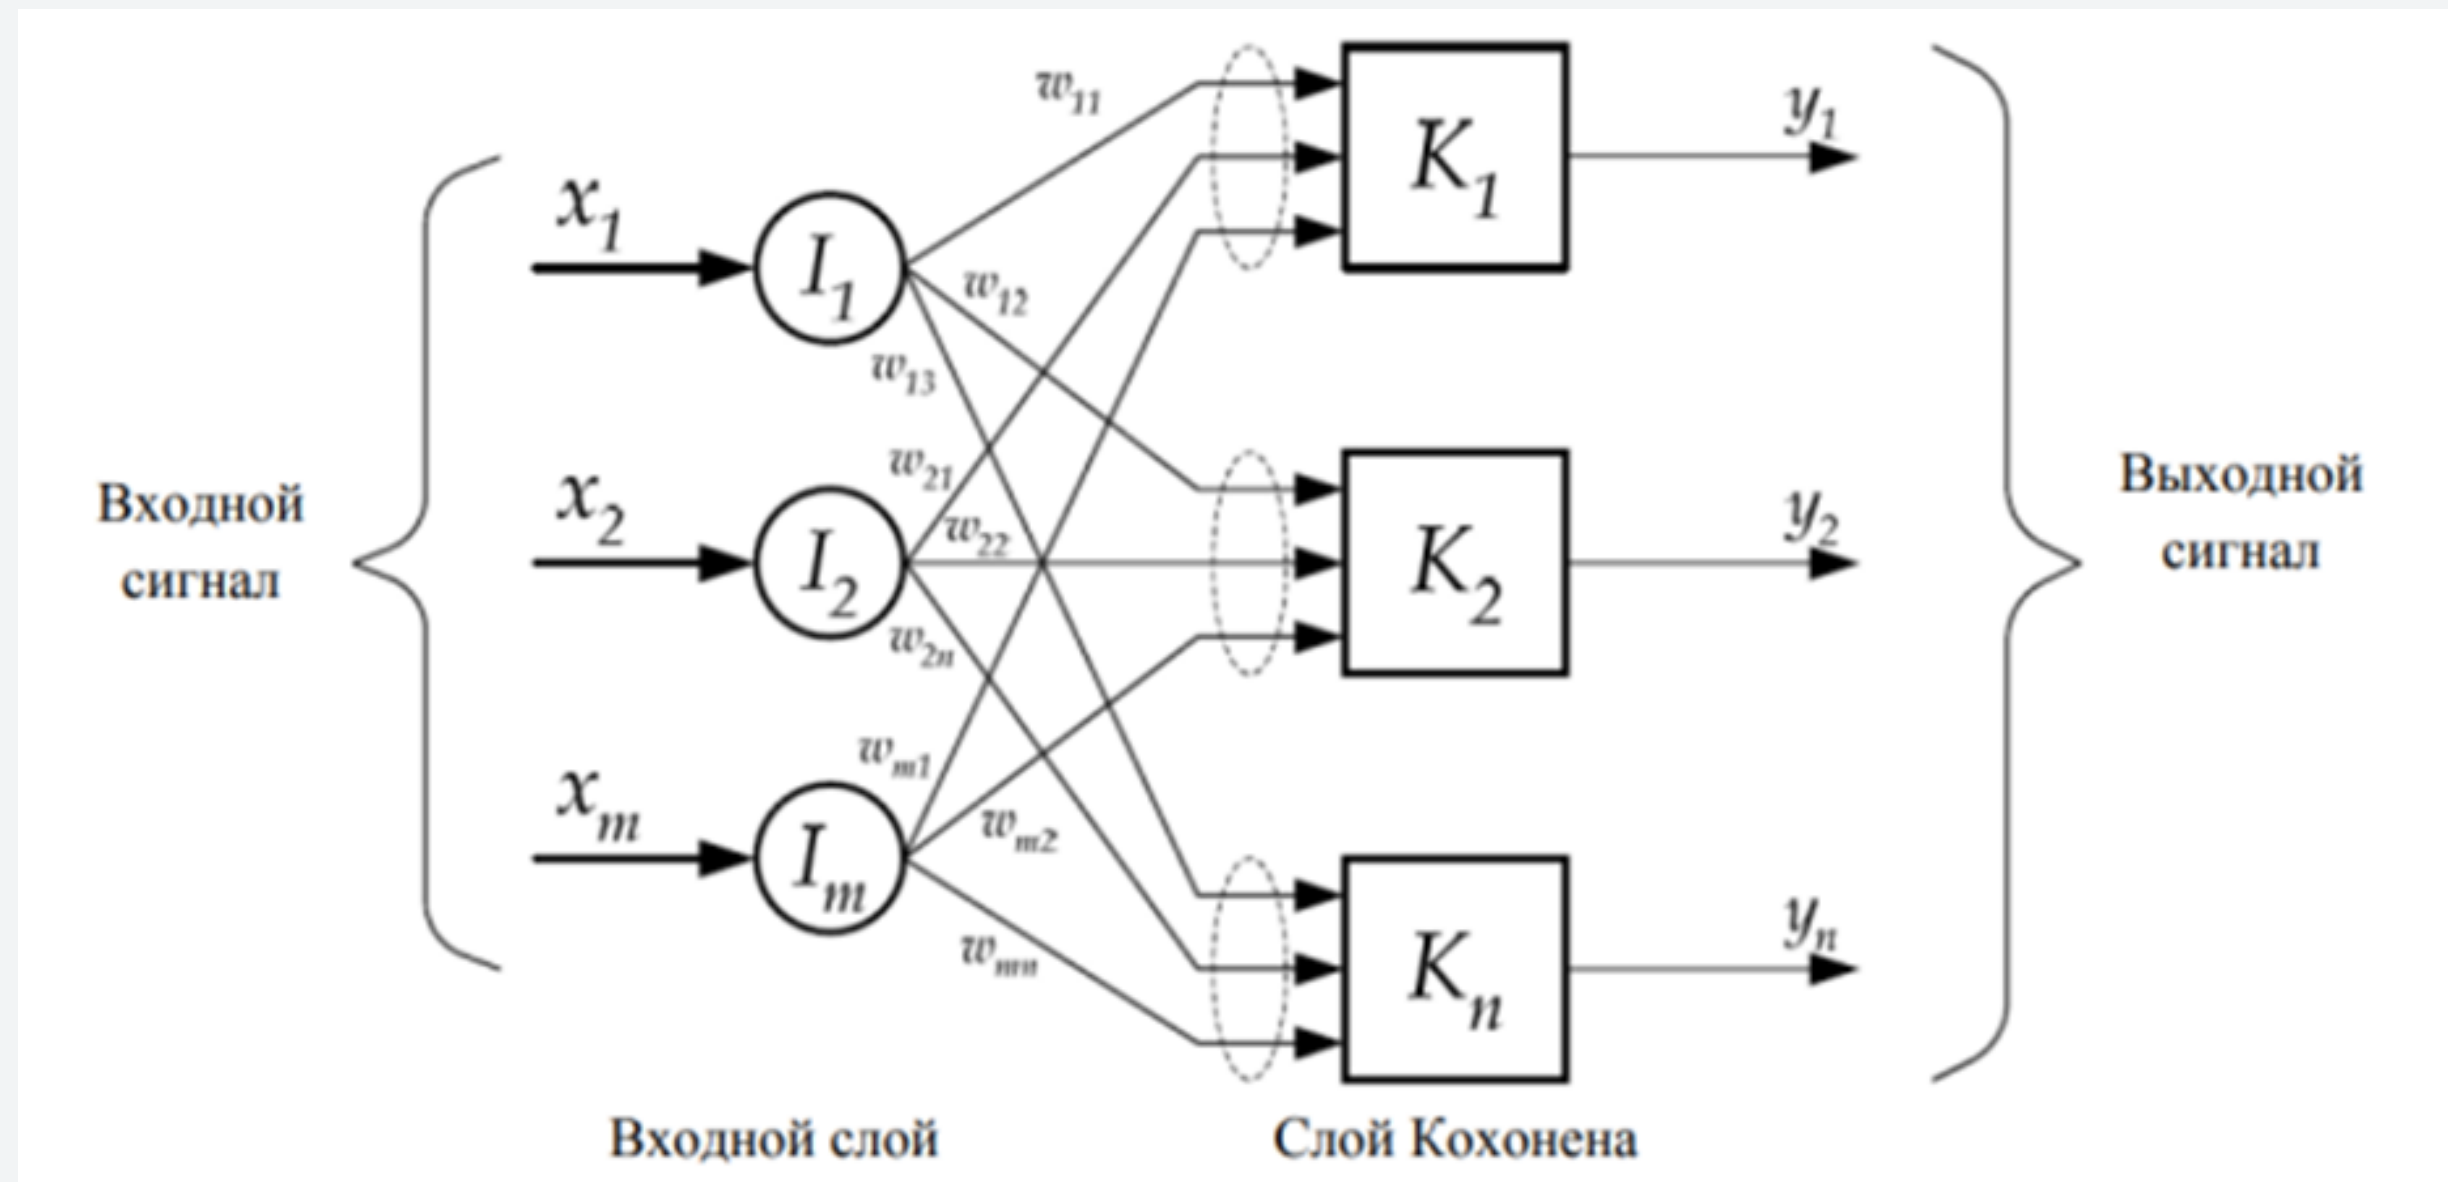 w11
K1
y1
x1
I1
w12
w13
Входной
сигнал
x2
I2
w21
w22
w2n
K2
y2
Выходной
сигнал
xm
Im
wm1
wm2
wmn
Kn
yn
Входной слой
Слой Кохонена